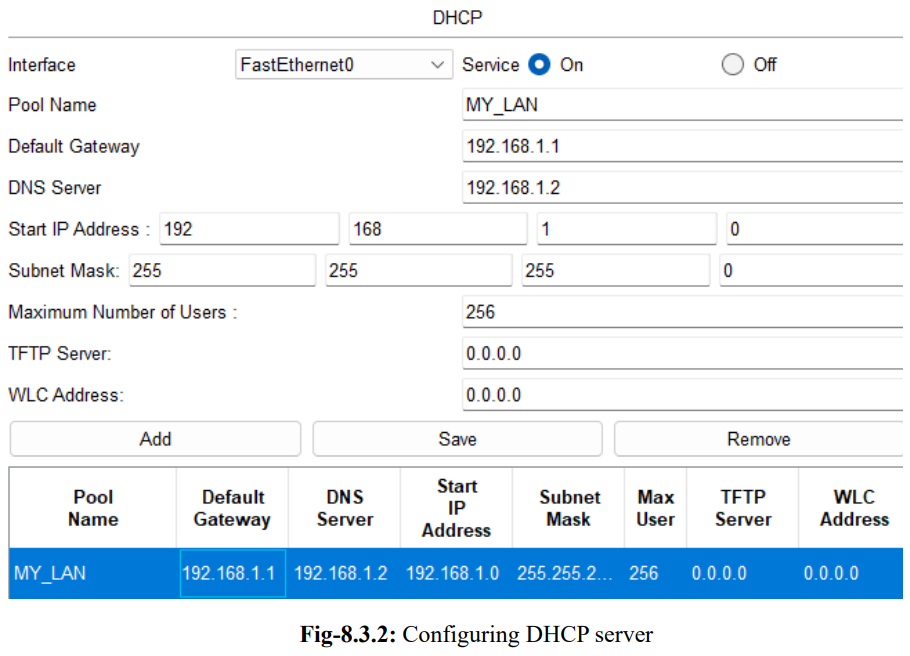 DHCP
Interface FastEthernet0 Service On Off
Pool Name MY_LAN
Default Gateway 192.168.1.1
DNS Server 192.168.1.2
Start IP Address : 192 168 1 0
Subnet Mask: 255 255 255 0
Maximum Number of Users : 256
TFTP Server: 0.0.0.0
WLC Address: 0.0.0.0
Add Save Remove
Pool Name Default Gateway DNS Server Start IP Address Subnet Mask Max User TFTP Server WLC Address
MY_LAN 192.168.1.1 192.168.1.2 192.168.1.0 255.255.2... 256 0.0.0.0 0.0.0.0
Fig-8.3.2: Configuring DHCP server